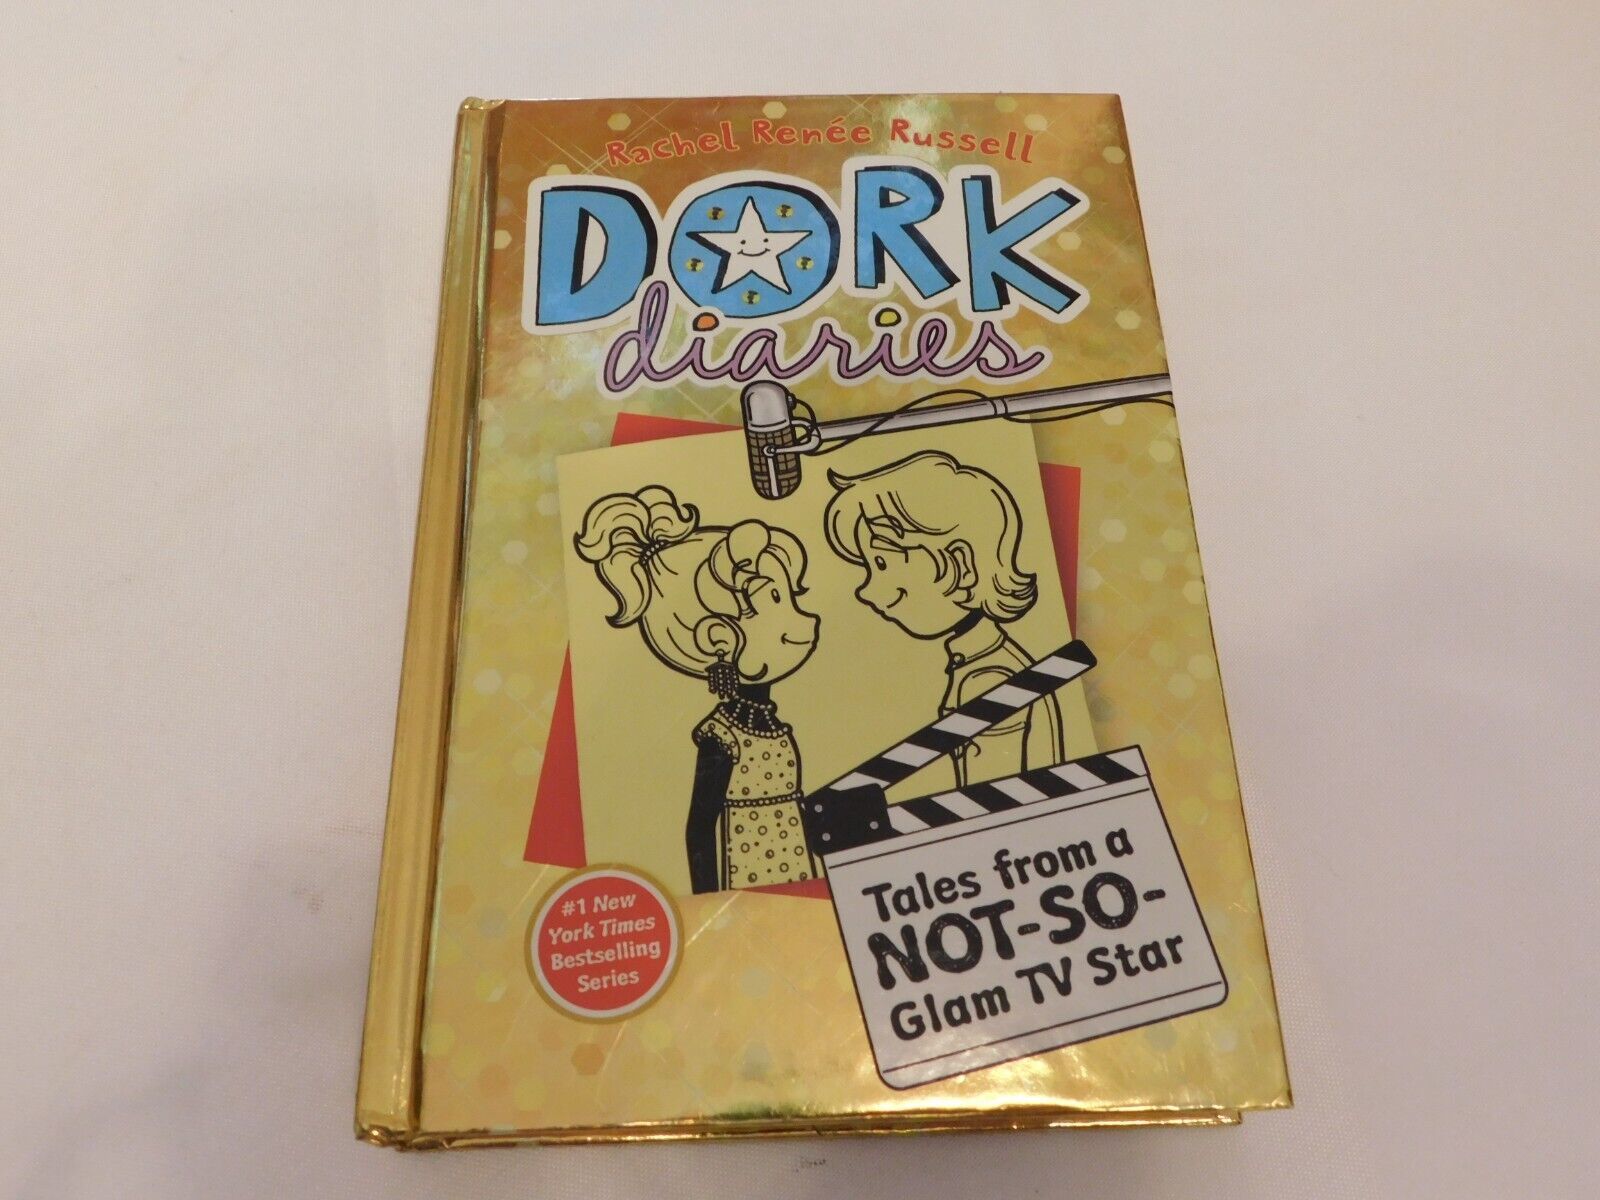 Rachel Renée Russell
DORK
diaries
Tales from a
NOT-SO-
Glam TV Star
#1 New
York Times
Bestselling
Series